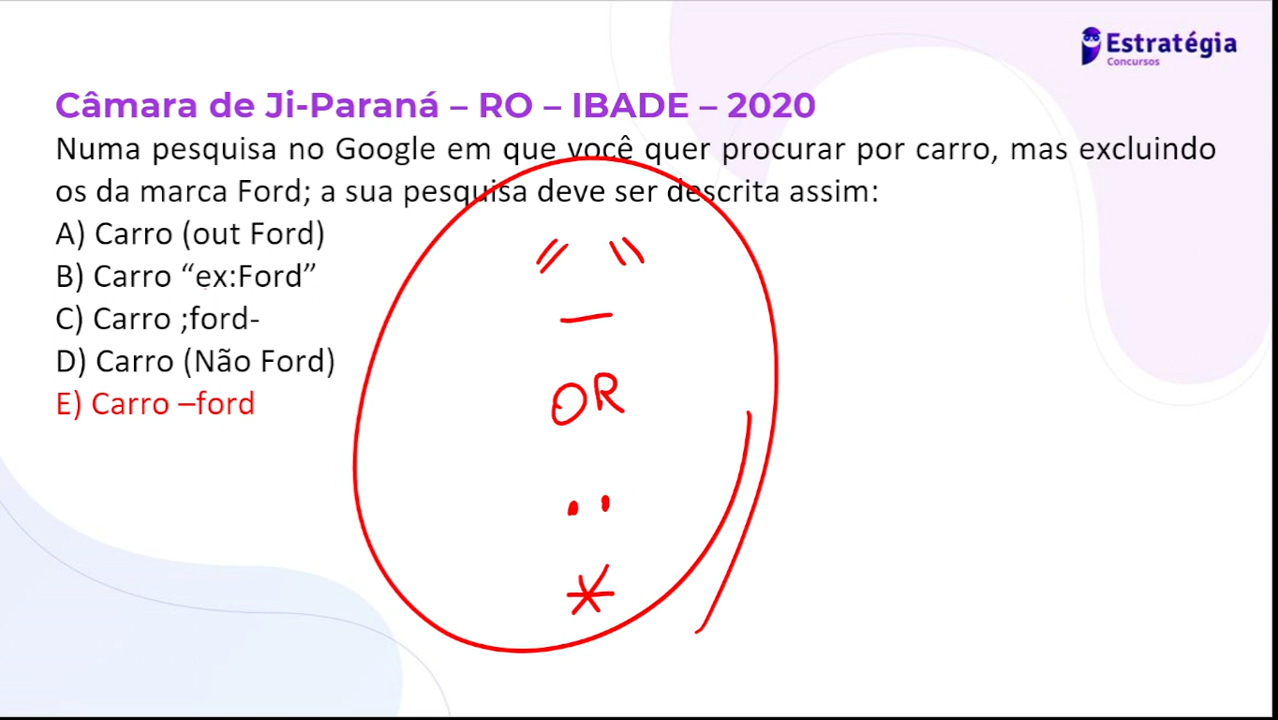 Estratégia
Concursos
Câmara de Ji-Paraná – RO – IBADE – 2020
Numa pesquisa no Google em que você quer procurar por carro, mas excluindo
os da marca Ford; a sua pesquisa deve ser descrita assim:
A) Carro (out Ford)
B) Carro “ex:Ford”
C) Carro ;ford-
D) Carro (Não Ford)
E) Carro –ford
" "
—
OR
..
*